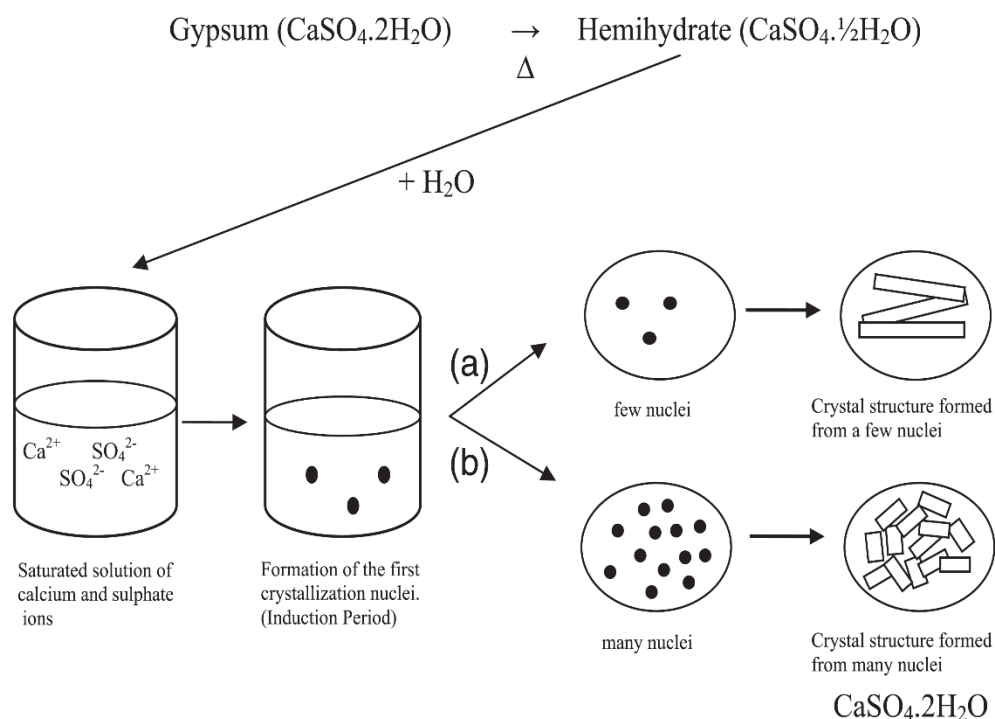 Gypsum (CaSO₄.2H₂O) → Hemihydrate (CaSO₄.½H₂O)
Δ
+ H₂O
Ca²⁺ SO₄²⁻
SO₄²⁻ Ca²⁺
(a)
(b)
few nuclei
Crystal structure formed
from a few nuclei
Saturated solution of
calcium and sulphate
ions
Formation of the first
crystallization nuclei.
(Induction Period)
many nuclei
Crystal structure formed
from many nuclei
CaSO₄.2H₂O